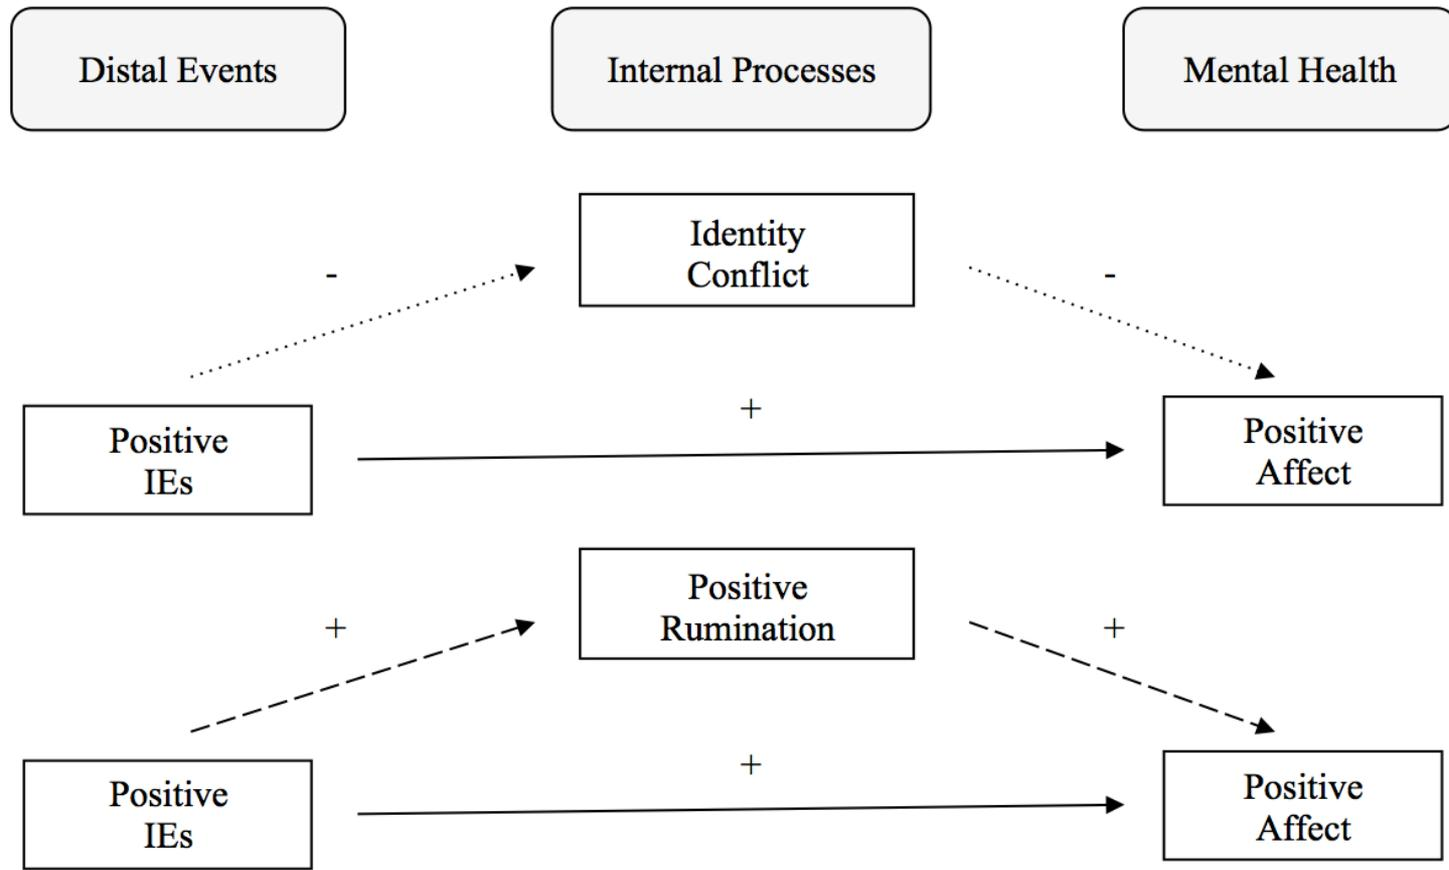 Distal Events
Internal Processes
Mental Health
Identity
Conflict
-
-
+
Positive
IEs
Positive
Affect
Positive
Rumination
+
+
+
Positive
IEs
Positive
Affect